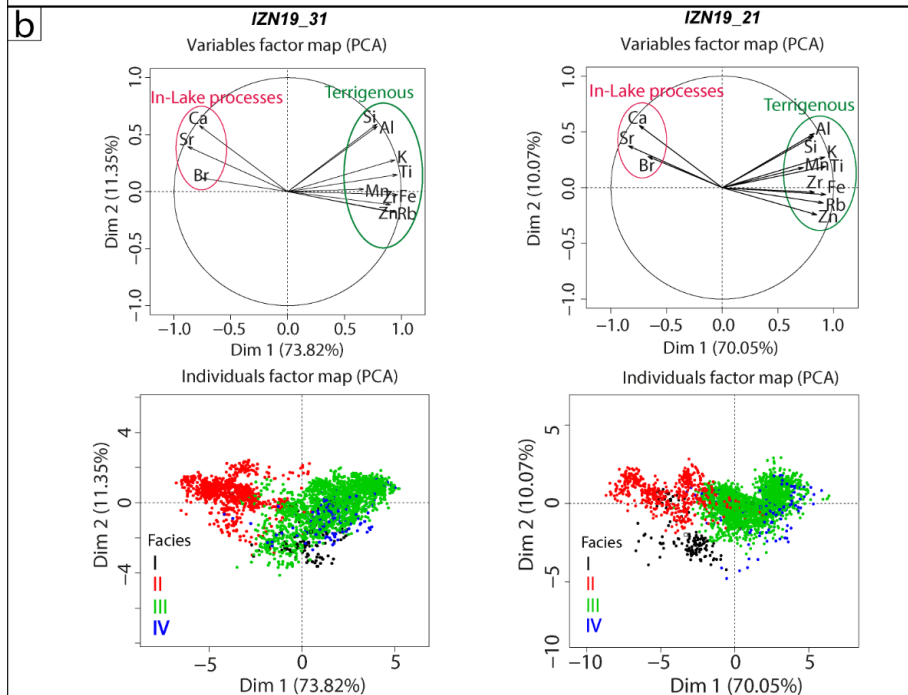 b
IZN19_31
Variables factor map (PCA)
In-Lake processes
Terrigenous
Ca
Sr
Br
Si
Al
K
Ti
Mn
Zr Fe
Zn Rb
1.0
0.5
0.0
−0.5
−1.0
Dim 2 (11.35%)
−1.0 −0.5 0.0 0.5 1.0
Dim 1 (73.82%)
IZN19_21
Variables factor map (PCA)
In-Lake processes
Terrigenous
Ca
Sr
Br
Al
Si
K
Mn Ti
Zr Fe
Rb
Zn
1.0
0.5
0.0
−0.5
−1.0
Dim 2 (10.07%)
−1.0 −0.5 0.0 0.5 1.0
Dim 1 (70.05%)
Individuals factor map (PCA)
4
0
−4
Dim 2 (11.35%)
Facies
I
II
III
IV
−5 0 5
Dim 1 (73.82%)
Individuals factor map (PCA)
5
0
−5
−10
Dim 2 (10.07%)
Facies
I
II
III
IV
−10 −5 0 5
Dim 1 (70.05%)